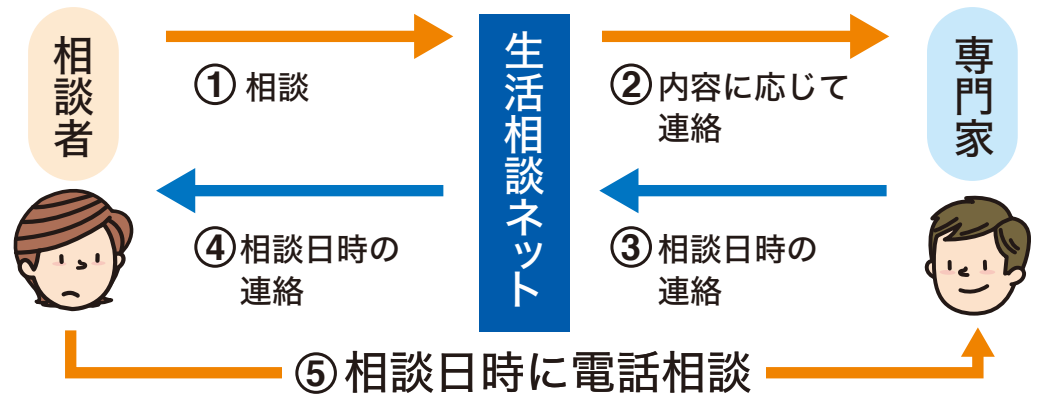 相談者
① 相談
生活相談ネット
② 内容に応じて
連絡
専門家
③ 相談日時の
連絡
④ 相談日時の
連絡
⑤ 相談日時に電話相談